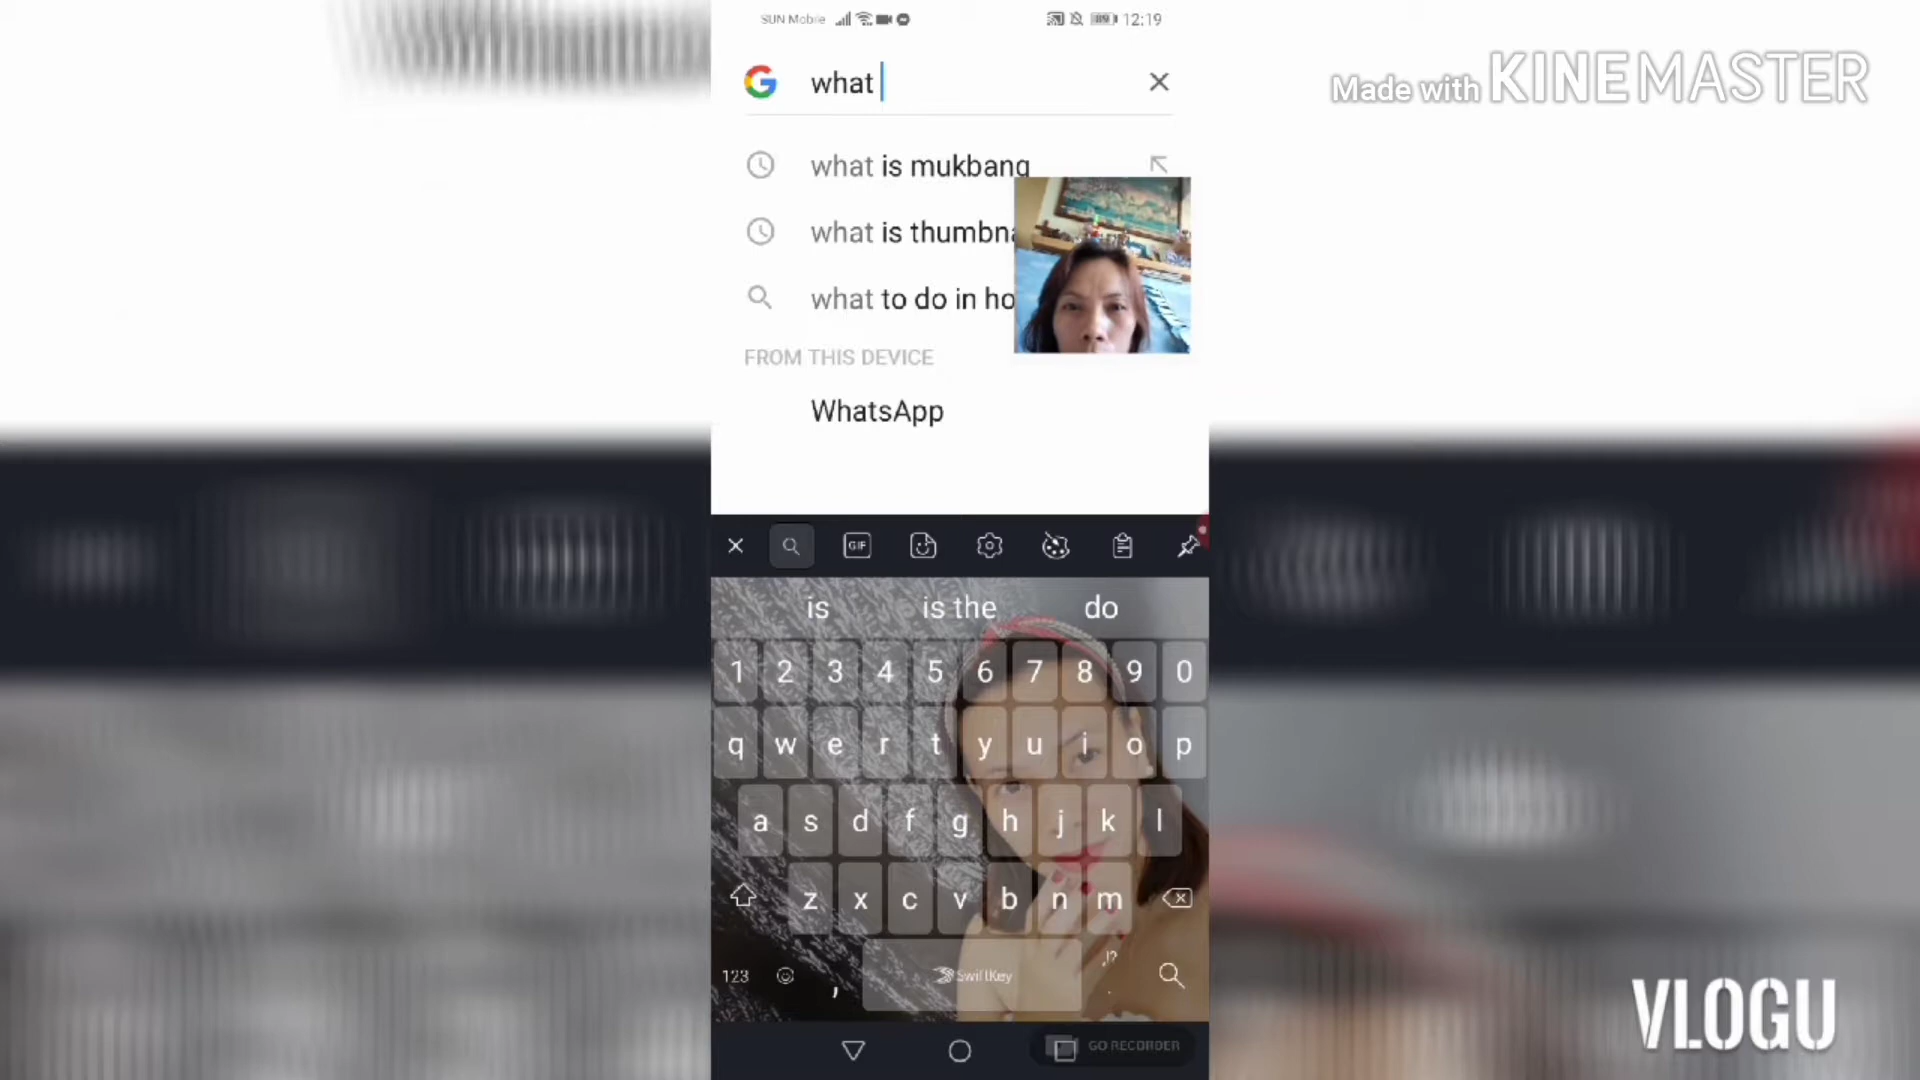 SUN Mobile
12:19
what
Made with KINEMASTER
what is mukbang
what is
what to do in
FROM THIS DEVICE
WhatsApp
GIF
is is the do
1 2 3 4 5 6 7 8 9 0
q w e r t y u i o p
a s d f g h j k l
z x c v b n m
123 , SwiftKey ,!? .
GO RECORDER
VLOGU